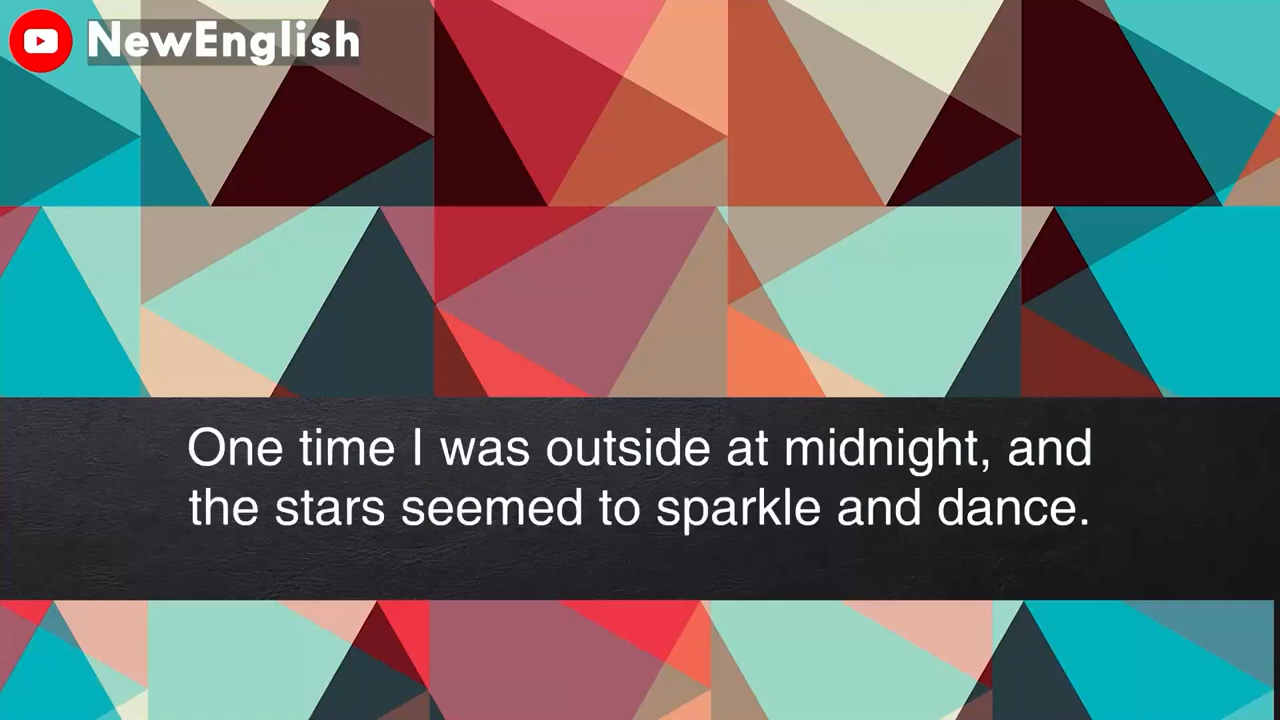 NewEnglish
One time I was outside at midnight, and
the stars seemed to sparkle and dance.